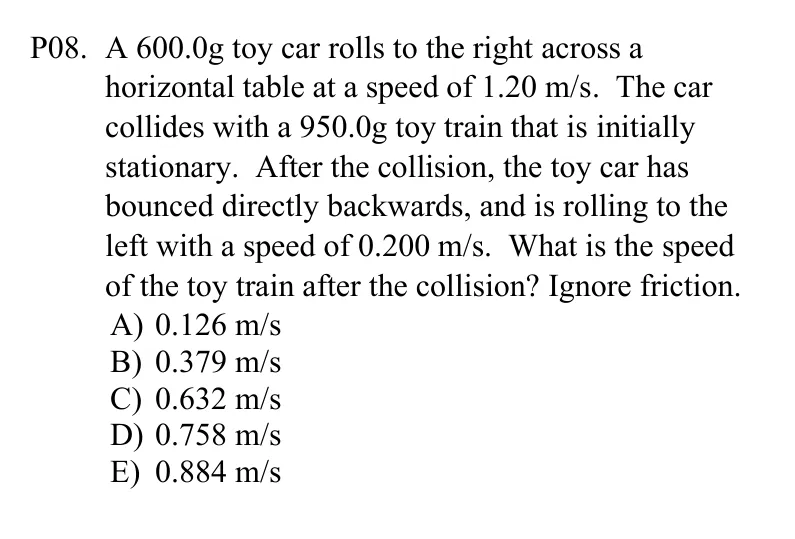 P08. A 600.0g toy car rolls to the right across a
horizontal table at a speed of 1.20 m/s. The car
collides with a 950.0g toy train that is initially
stationary. After the collision, the toy car has
bounced directly backwards, and is rolling to the
left with a speed of 0.200 m/s. What is the speed
of the toy train after the collision? Ignore friction.
A) 0.126 m/s
B) 0.379 m/s
C) 0.632 m/s
D) 0.758 m/s
E) 0.884 m/s